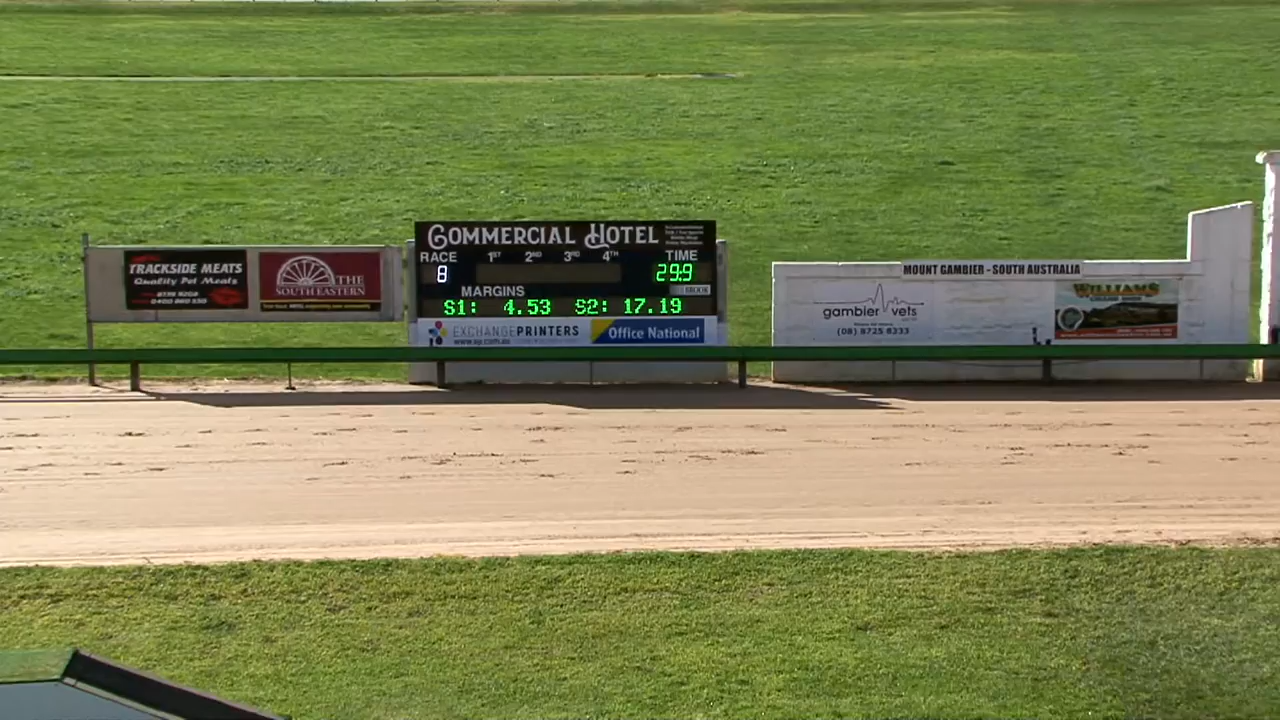 COMMERCIAL HOTEL
RACE 1ST 2ND 3RD 4TH TIME
8 29.9
MARGINS
S1: 4.53 S2: 17.19
EXCHANGEPRINTERS
Office National
TRACKSIDE MEATS
Quality Pet Meats
THE
SOUTH EASTERN
MOUNT GAMBIER - SOUTH AUSTRALIA
gambier vets
(08) 8725 8333
WILLIAMS